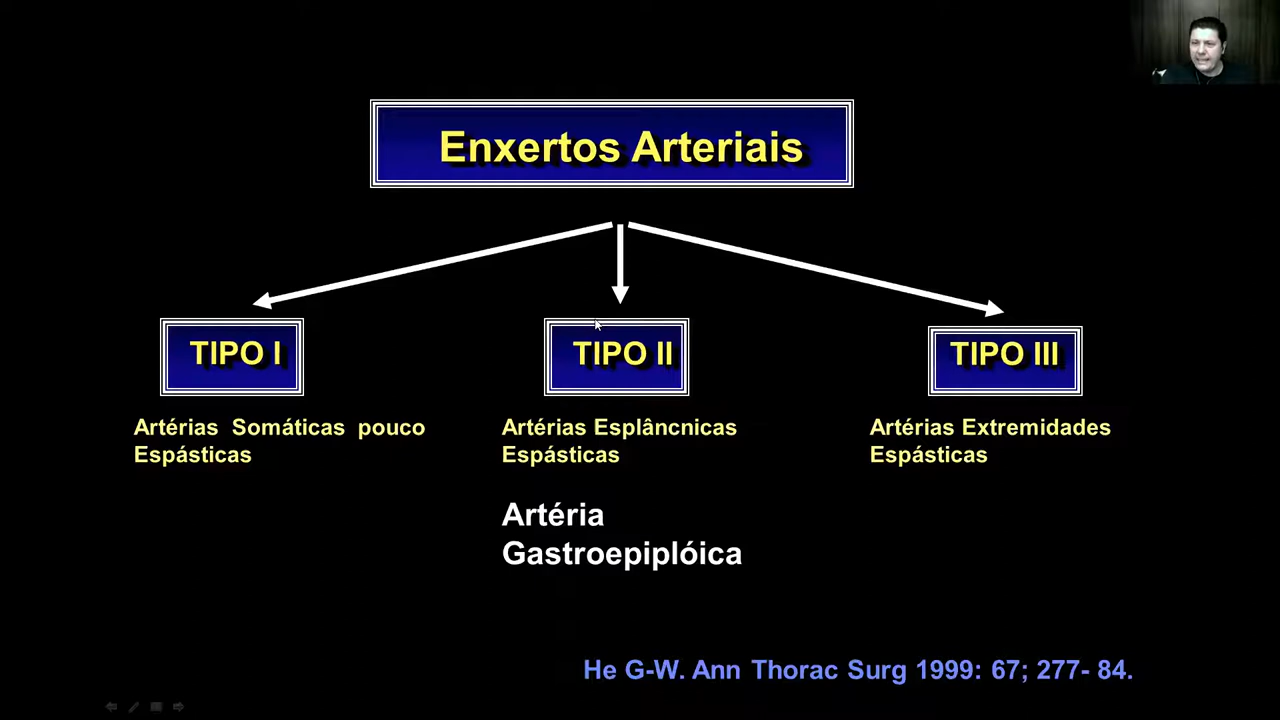 Enxertos Arteriais
TIPO I
TIPO II
TIPO III
Artérias Somáticas pouco
Espásticas
Artérias Esplâncnicas
Espásticas
Artérias Extremidades
Espásticas
Artéria
Gastroepiplóica
He G-W. Ann Thorac Surg 1999: 67; 277- 84.